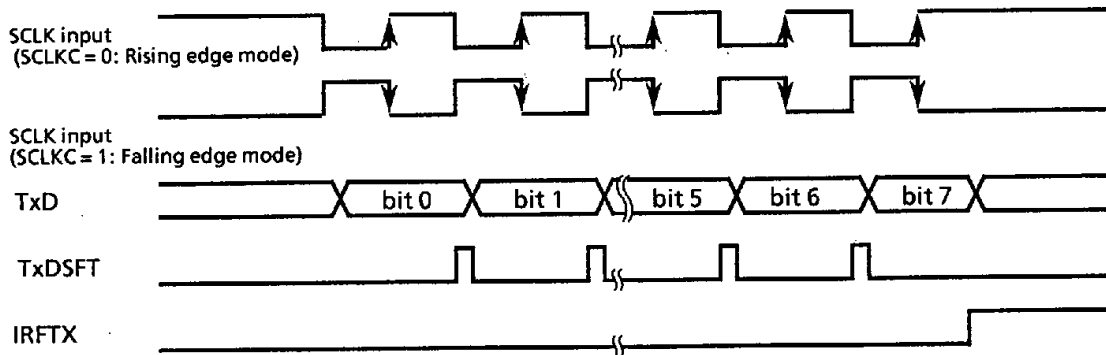 SCLK input
(SCLKC = 0: Rising edge mode)
SCLK input
(SCLKC = 1: Falling edge mode)
TxD
bit 0
bit 1
bit 5
bit 6
bit 7
TxDSFT
IRFTX